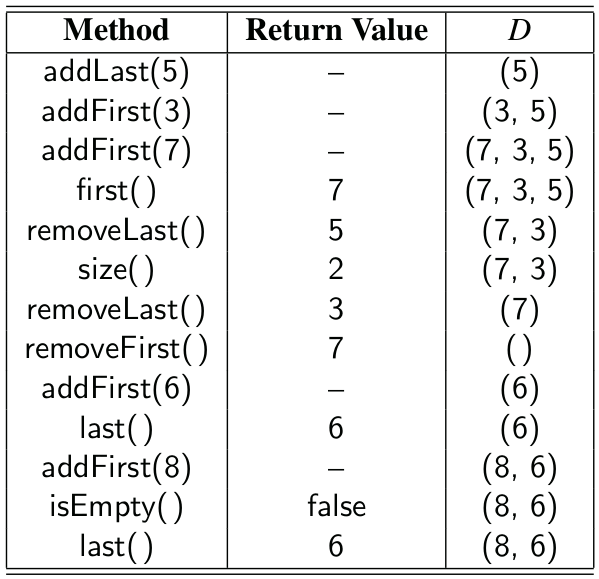 Method Return Value D
addLast(5) – (5)
addFirst(3) – (3, 5)
addFirst(7) – (7, 3, 5)
first() 7 (7, 3, 5)
removeLast() 5 (7, 3)
size() 2 (7, 3)
removeLast() 3 (7)
removeFirst() 7 ()
addFirst(6) – (6)
last() 6 (6)
addFirst(8) – (8, 6)
isEmpty() false (8, 6)
last() 6 (8, 6)